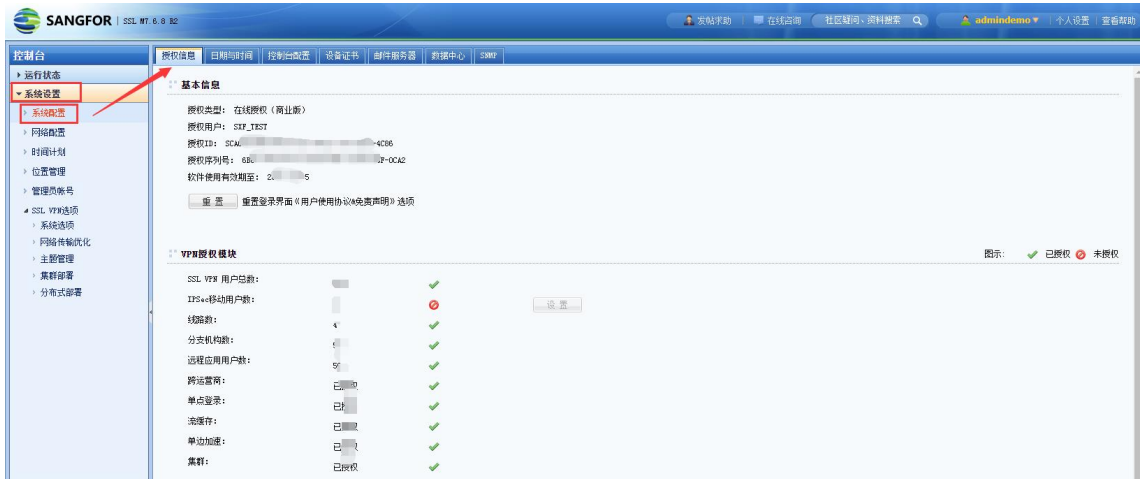 SANGFOR | SSL M7.6.8 R2
发帖求助 在线咨询 社区疑问、资料搜索 admindemo 个人设置 查看帮助
控制台
运行状态
系统设置
系统配置
网络配置
时间计划
位置管理
管理员帐号
SSL VPN选项
系统选项
网络传输优化
主题管理
集群部署
分布式部署
授权信息 日期与时间 控制台配置 设备证书 邮件服务器 数据中心 SNMP
基本信息
授权类型: 在线授权(商业版)
授权用户: SXF_TEST
授权ID: -4C86
授权序列号: -0CA2
软件使用有效期至:
重置 重置登录界面《用户使用协议&免责声明》选项
VPN授权模块 图示: 已授权 未授权
SSL VPN 用户总数:
IPSec移动用户数: 设置
线路数: 4
分支机构数:
远程应用用户数:
跨运营商:
单点登录:
流缓存:
单边加速:
集群: 已授权